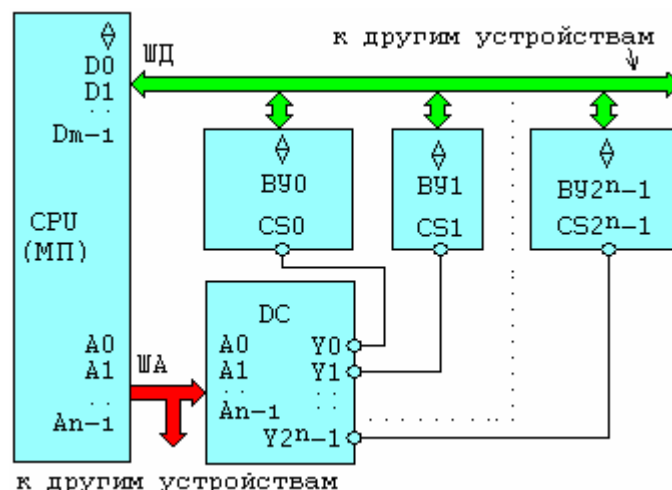 к другим устройствам
ШД
D0
D1
..
Dm-1
CPU
(МП)
A0
A1
..
An-1
ША
ВУ0
CS0
ВУ1
CS1
ВУ2ⁿ-1
CS2ⁿ-1
DC
A0
A1
..
An-1
Y0
Y1
..
Y2ⁿ-1
к другим устройствам